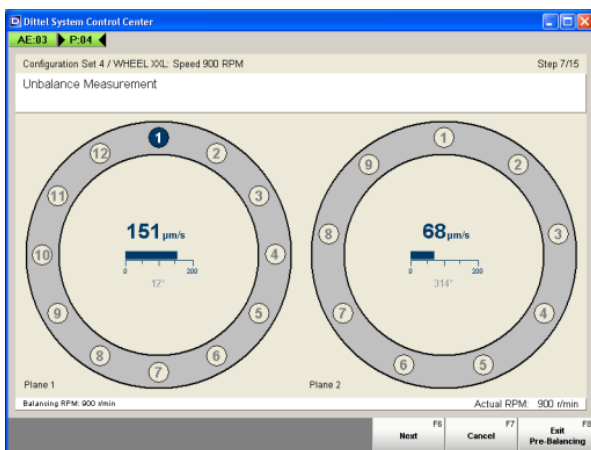 Dittel System Control Center
AE:03 P:04
Configuration Set 4 / WHEEL XXL: Speed 900 RPM Step 7/15
Unbalance Measurement
1
2
3
4
5
6
7
8
9
10
11
12
151 µm/s
0 200
12°
Plane 1
1
2
3
4
5
6
7
8
9
68 µm/s
0 200
314°
Plane 2
Balancing RPM: 900 r/min Actual RPM: 900 r/min
F6 Next
F7 Cancel
F8 Exit
Pre-Balancing